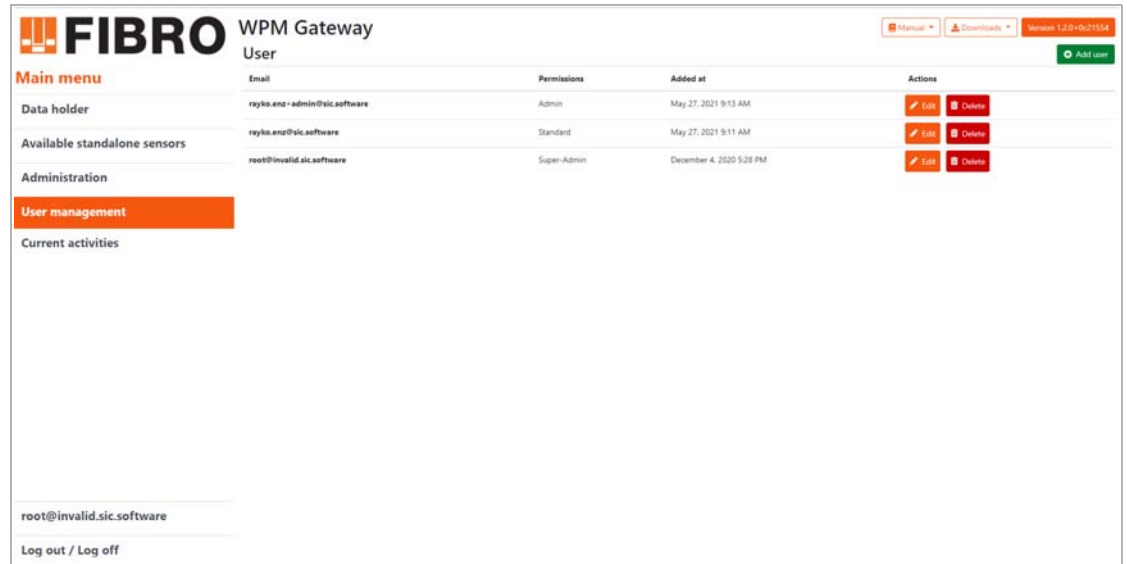 FIBRO
WPM Gateway
Manual
Downloads
Version 1.2.0+0c21554
User
Add user
Main menu
Data holder
Available standalone sensors
Administration
User management
Current activities
Email Permissions Added at Actions
rayko.enz+admin@sic.software Admin May 27, 2021 9:13 AM Edit Delete
rayko.enz@sic.software Standard May 27, 2021 9:11 AM Edit Delete
root@invalid.sic.software Super-Admin December 4, 2020 5:28 PM Edit Delete
root@invalid.sic.software
Log out / Log off